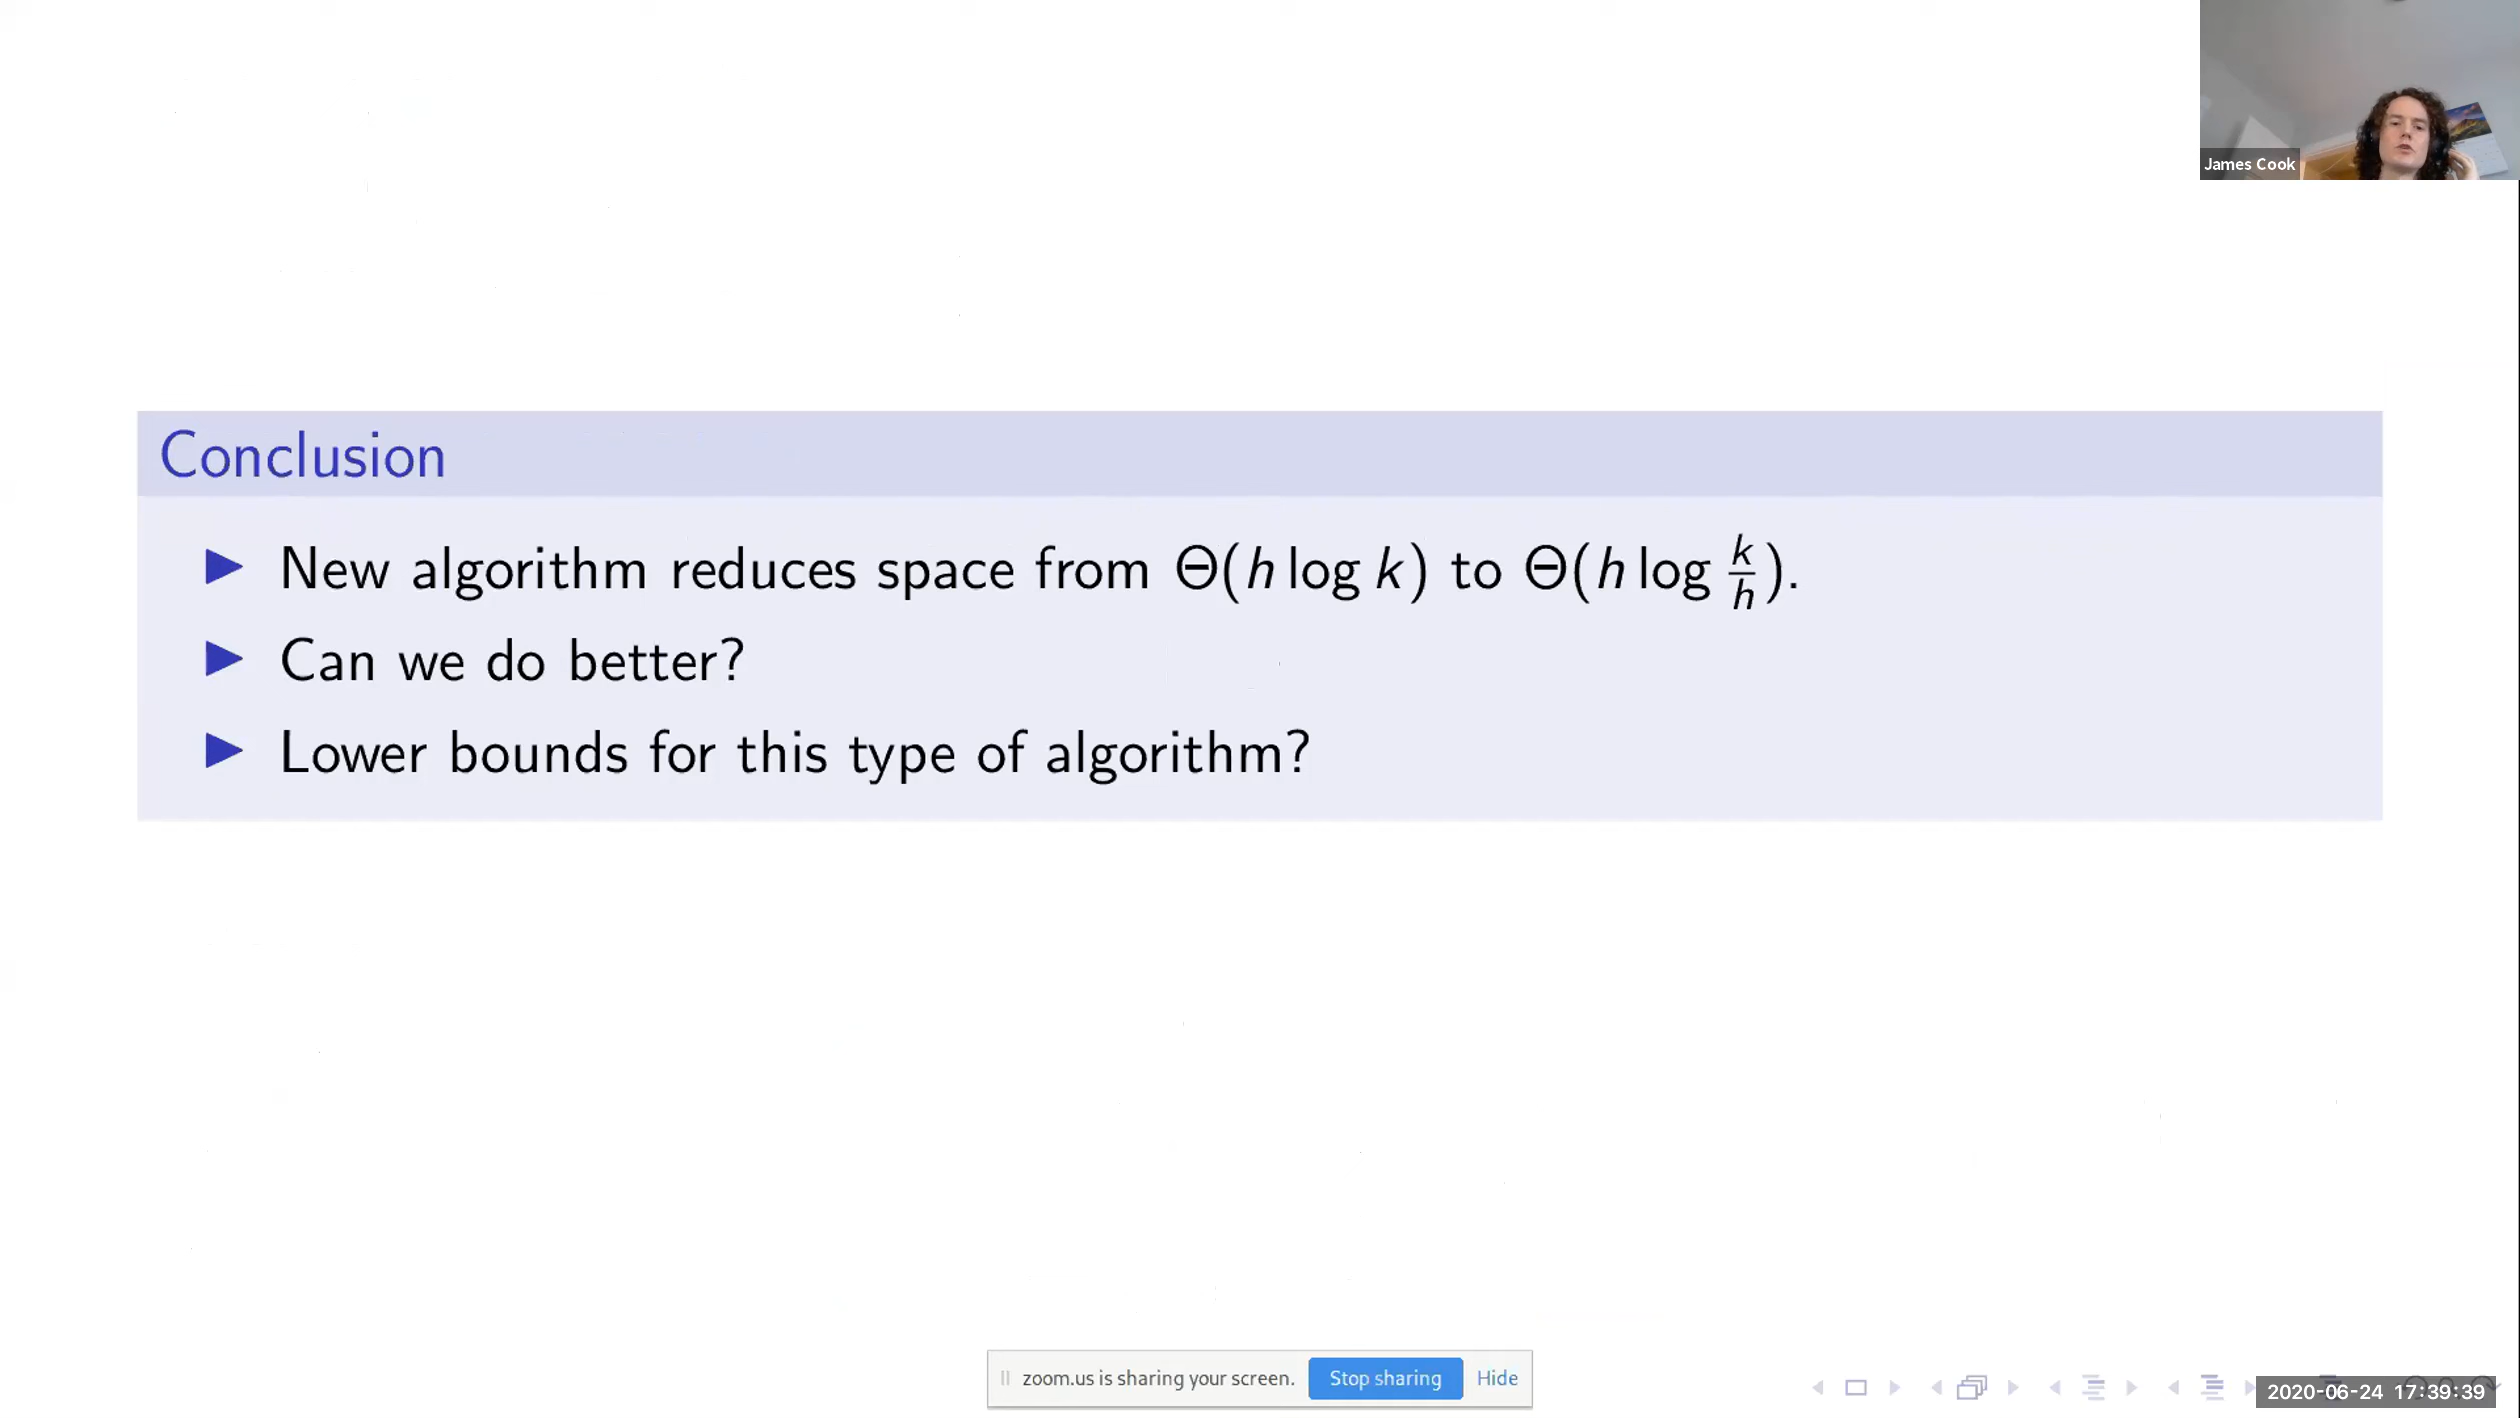 James Cook
Conclusion
▶ New algorithm reduces space from Θ(h log k) to Θ(h log k/h).
▶ Can we do better?
▶ Lower bounds for this type of algorithm?
zoom.us is sharing your screen. Stop sharing Hide
2020-06-24 17:39:39